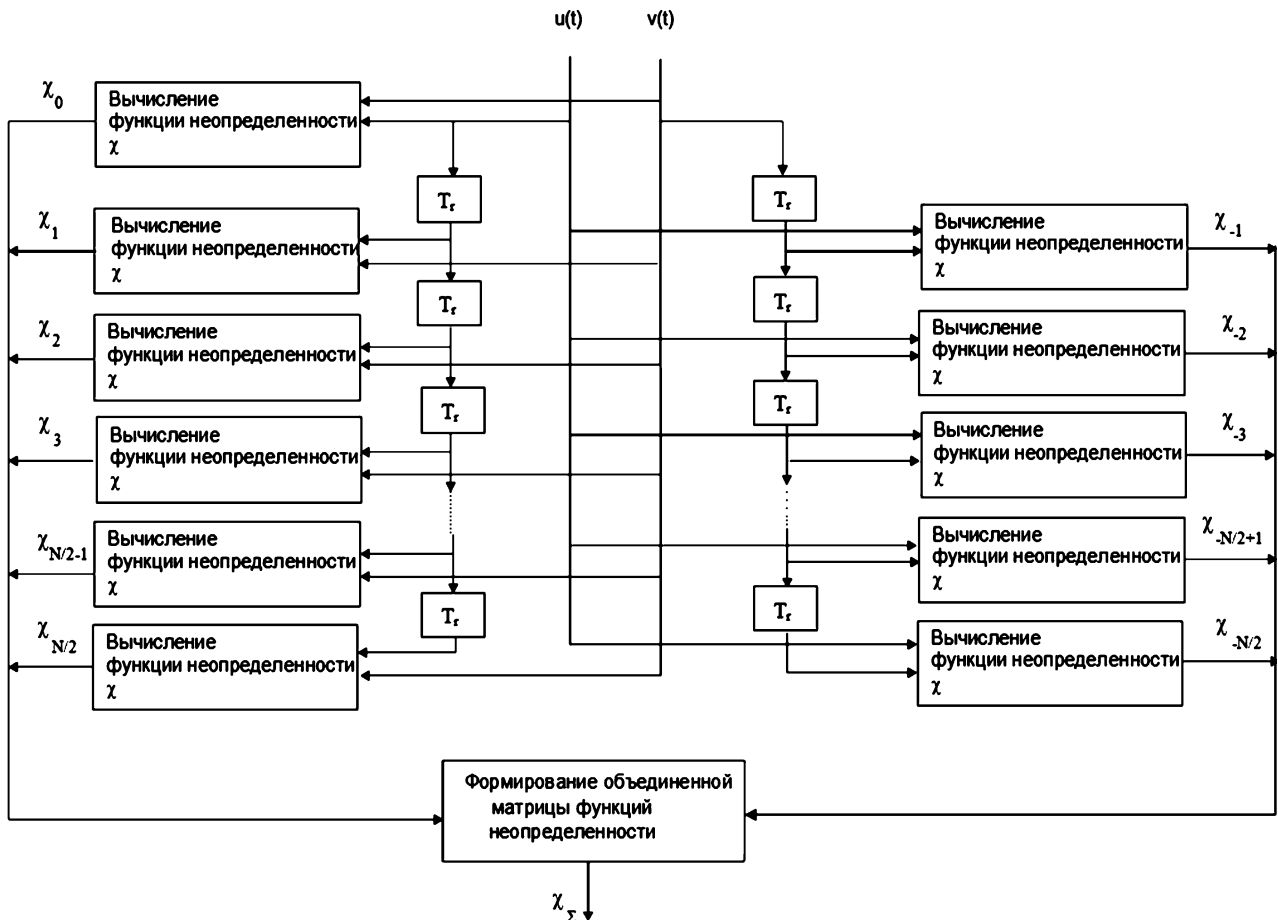 u(t) v(t)
χ0
Вычисление
функции неопределенности
χ
Tr
Tr
χ1
Вычисление
функции неопределенности
χ
Вычисление
функции неопределенности
χ
χ-1
Tr
Tr
χ2
Вычисление
функции неопределенности
χ
Вычисление
функции неопределенности
χ
χ-2
Tr
Tr
χ3
Вычисление
функции неопределенности
χ
Вычисление
функции неопределенности
χ
χ-3
χN/2-1
Вычисление
функции неопределенности
χ
Вычисление
функции неопределенности
χ
χ-N/2+1
Tr
Tr
χN/2
Вычисление
функции неопределенности
χ
Вычисление
функции неопределенности
χ
χ-N/2
Формирование объединенной
матрицы функций
неопределенности
χΣ